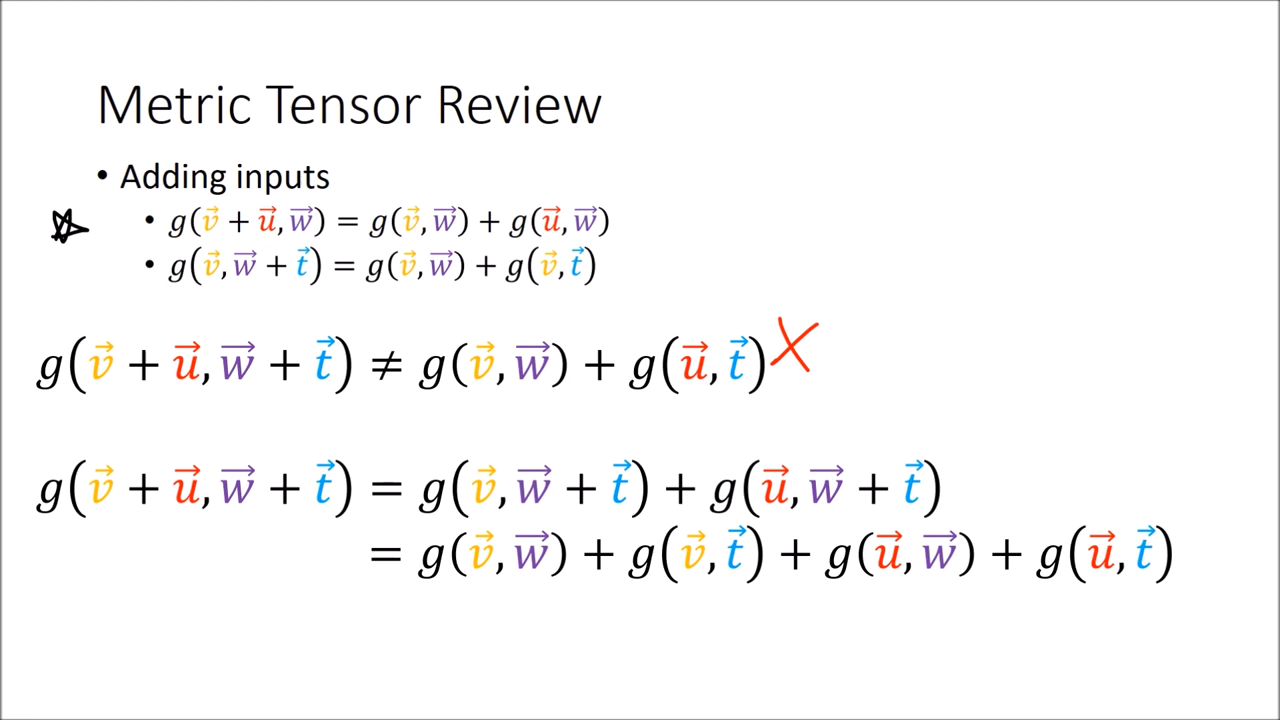 Metric Tensor Review
• Adding inputs
• g(v⃗ + u⃗, w⃗) = g(v⃗, w⃗) + g(u⃗, w⃗)
• g(v⃗, w⃗ + t⃗) = g(v⃗, w⃗) + g(v⃗, t⃗)
g(v⃗ + u⃗, w⃗ + t⃗) ≠ g(v⃗, w⃗) + g(u⃗, t⃗)
g(v⃗ + u⃗, w⃗ + t⃗) = g(v⃗, w⃗ + t⃗) + g(u⃗, w⃗ + t⃗)
= g(v⃗, w⃗) + g(v⃗, t⃗) + g(u⃗, w⃗) + g(u⃗, t⃗)